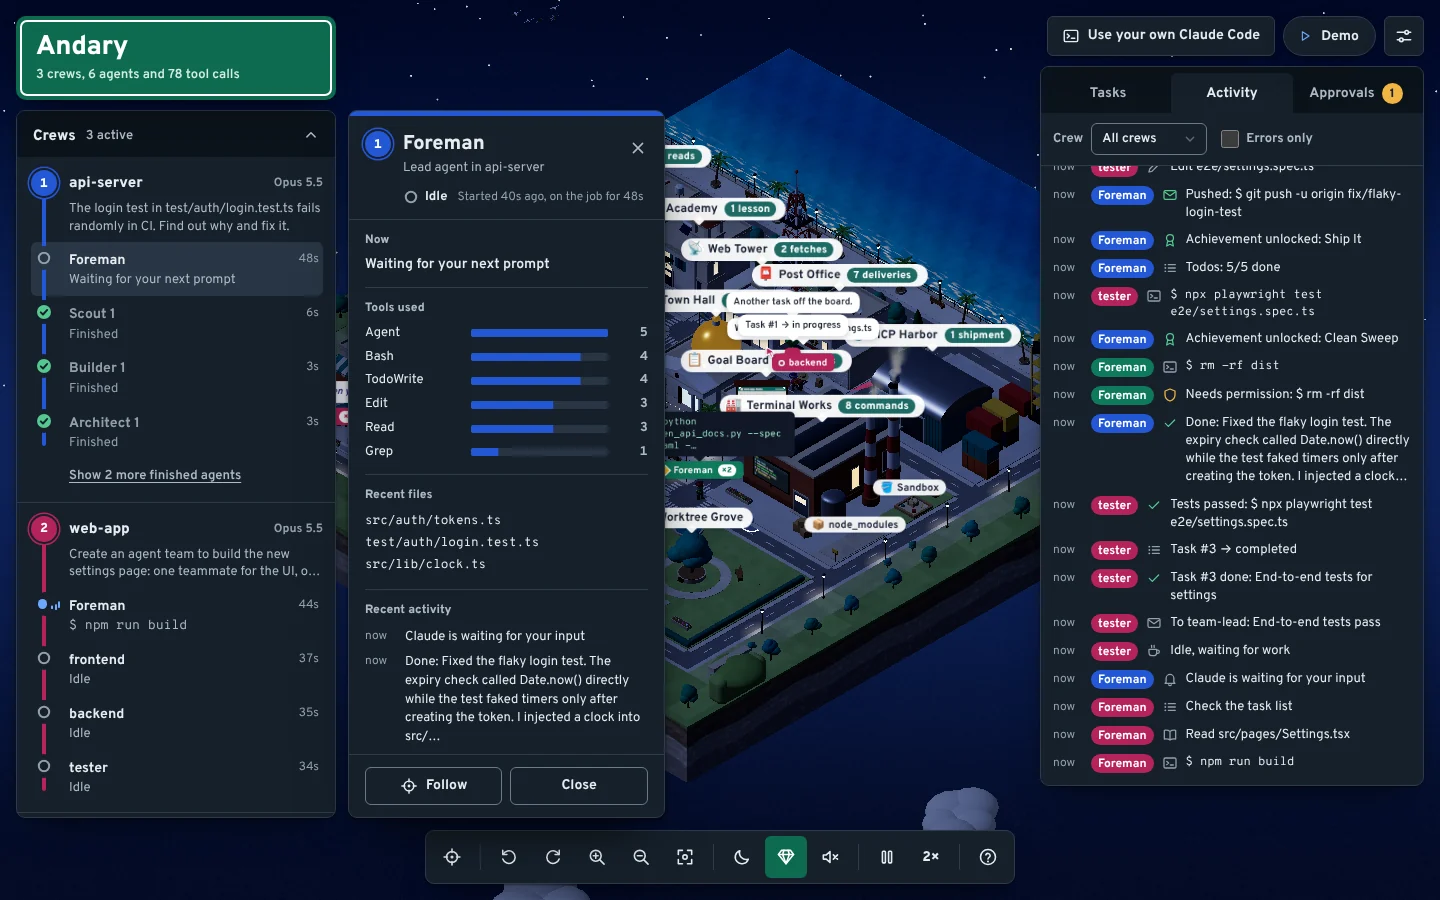 Andary
3 crews, 6 agents and 78 tool calls
Use your own Claude Code
Demo
Crews 3 active
1 api-server Opus 5.5
The login test in test/auth/login.test.ts fails
randomly in CI. Find out why and fix it.
Foreman 48s
Waiting for your next prompt
Scout 1 6s
Finished
Builder 1 3s
Finished
Architect 1 3s
Finished
Show 2 more finished agents
2 web-app Opus 5.5
Create an agent team to build the new
settings page: one teammate for the UI, o…
Foreman 44s
$ npm run build
frontend 37s
Idle
backend 35s
Idle
tester 34s
Idle
1 Foreman
Lead agent in api-server
Idle Started 40s ago, on the job for 48s
Now
Waiting for your next prompt
Tools used
Agent 5
Bash 4
TodoWrite 4
Edit 3
Read 3
Grep 1
Recent files
src/auth/tokens.ts
test/auth/login.test.ts
src/lib/clock.ts
Recent activity
now Claude is waiting for your input
now Done: Fixed the flaky login test. The
expiry check called Date.now() directly
while the test faked timers only after
creating the token. I injected a clock into
src/…
Follow
Close
reads
Academy 1 lesson
Web Tower 2 fetches
Post Office 7 deliveries
Town Hall
Another task off the board.
Task #1 → in progress
ngs.ts
MCP Harbor 1 shipment
Goal Board
backend
Terminal Works 8 commands
python
en_api_docs.py --spec
Foreman ×2
Sandbox
Worktree Grove
node_modules
Tasks
Activity
Approvals 1
Crew All crews Errors only
now tester Edit e2e/settings.spec.ts
now Foreman Pushed: $ git push -u origin fix/flaky-
login-test
now Foreman Achievement unlocked: Ship It
now Foreman Todos: 5/5 done
now tester $ npx playwright test
e2e/settings.spec.ts
now Foreman Achievement unlocked: Clean Sweep
now Foreman $ rm -rf dist
now Foreman Needs permission: $ rm -rf dist
now Foreman Done: Fixed the flaky login test. The
expiry check called Date.now() directly
while the test faked timers only after
creating the token. I injected a clock…
now tester Tests passed: $ npx playwright test
e2e/settings.spec.ts
now tester Task #3 → completed
now tester Task #3 done: End-to-end tests for
settings
now tester To team-lead: End-to-end tests pass
now tester Idle, waiting for work
now Foreman Claude is waiting for your input
now Foreman Check the task list
now Foreman Read src/pages/Settings.tsx
now Foreman $ npm run build
2×